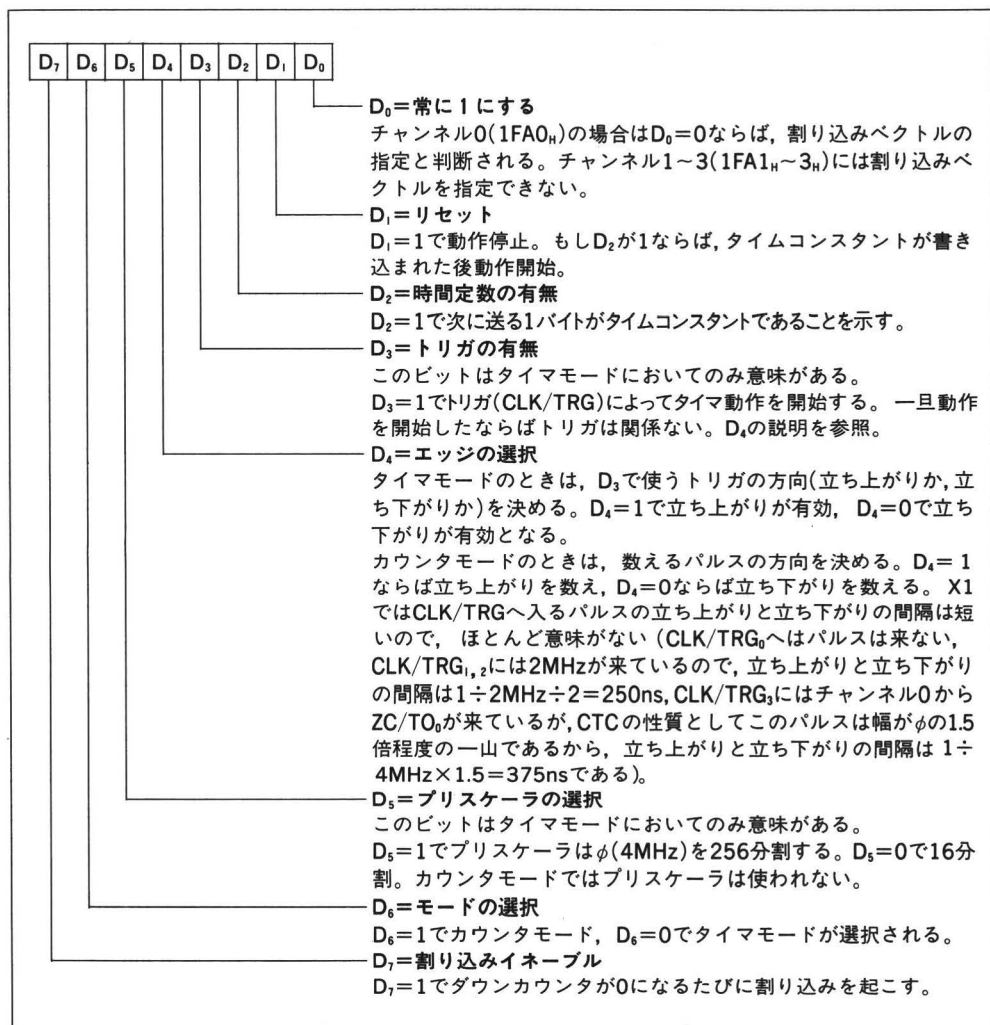 D₇ D₆ D₅ D₄ D₃ D₂ D₁ D₀
D₀=常に1にする
チャンネル0(1FA0H)の場合はD₀=0ならば, 割り込みベクトルの
指定と判断される。チャンネル1~3(1FA1H~3H)には割り込みベ
クトルを指定できない。
D₁=リセット
D₁=1で動作停止。もしD₂が1ならば, タイムコンスタントが書き
込まれた後動作開始。
D₂=時間定数の有無
D₂=1で次に送る1バイトがタイムコンスタントであることを示す。
D₃=トリガの有無
このビットはタイマモードにおいてのみ意味がある。
D₃=1でトリガ(CLK/TRG)によってタイマ動作を開始する。 一旦動作
を開始したならばトリガは関係ない。D₄の説明を参照。
D₄=エッジの選択
タイマモードのときは, D₃で使うトリガの方向(立ち上がりか, 立
ち下がりか)を決める。D₄=1で立ち上がりが有効, D₄=0で立ち
下がりが有効となる。
カウンタモードのときは, 数えるパルスの方向を決める。D₄=1
ならば立ち上がりを数え, D₄=0ならば立ち下がりを数える。 X1
ではCLK/TRGへ入るパルスの立ち上がりと立ち下がりの間隔は短
いので, ほとんど意味がない (CLK/TRG₀へはパルスは来ない,
CLK/TRG₁,₂には2MHzが来ているので, 立ち上がりと立ち下がり
の間隔は1÷2MHz÷2=250ns, CLK/TRG₃にはチャンネル0から
ZC/TO₀が来ているが, CTCの性質としてこのパルスは幅がφの1.5
倍程度の一山であるから, 立ち上がりと立ち下がりの間隔は 1÷
4MHz×1.5=375nsである)。
D₅=プリスケーラの選択
このビットはタイマモードにおいてのみ意味がある。
D₅=1でプリスケーラはφ(4MHz)を256分割する。D₅=0で16分
割。カウンタモードではプリスケーラは使われない。
D₆=モードの選択
D₆=1でカウンタモード, D₆=0でタイマモードが選択される。
D₇=割り込みイネーブル
D₇=1でダウンカウンタが0になるたびに割り込みを起こす。